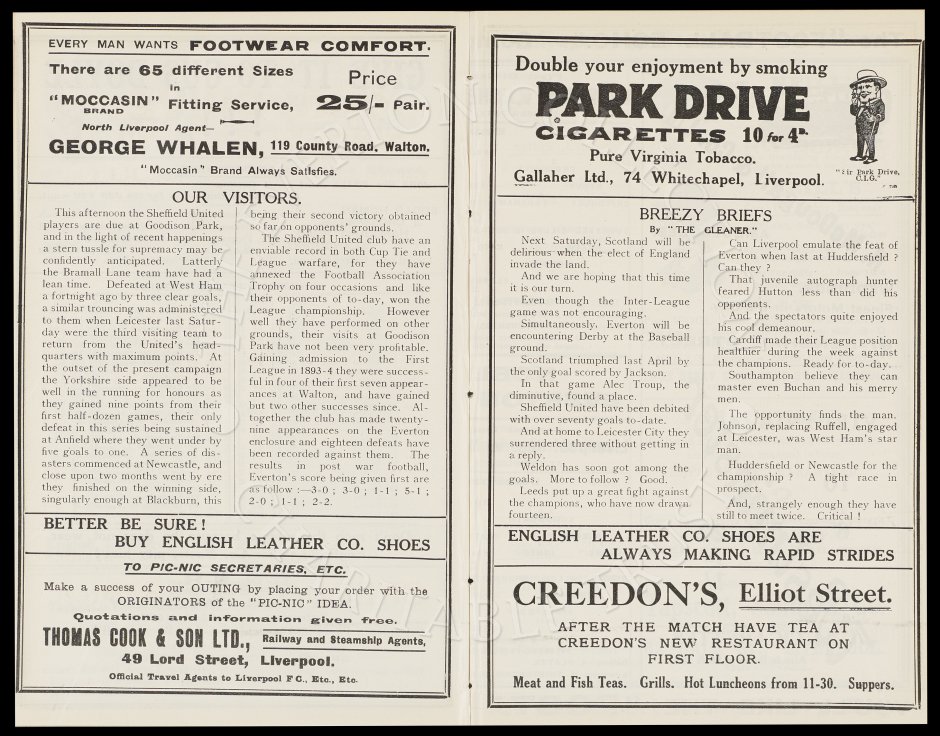 EVERY MAN WANTS FOOTWEAR COMFORT.
There are 65 different Sizes
in
"MOCCASIN" Fitting Service,
BRAND
Price
25/- Pair.
North Liverpool Agent—
GEORGE WHALEN, 119 County Road, Walton.
"Moccasin" Brand Always Satisfies.
OUR VISITORS.
This afternoon the Sheffield United
players are due at Goodison Park,
and in the light of recent happenings
a stern tussle for supremacy may be
confidently anticipated. Latterly
the Bramall Lane team have had a
lean time. Defeated at West Ham
a fortnight ago by three clear goals,
a similar trouncing was administered
to them when Leicester last Satur-
day were the third visiting team to
return from the United's head-
quarters with maximum points. At
the outset of the present campaign
the Yorkshire side appeared to be
well in the running for honours as
they gained nine points from their
first half-dozen games, their only
defeat in this series being sustained
at Anfield where they went under by
five goals to one. A series of dis-
asters commenced at Newcastle, and
close upon two months went by ere
they finished on the winning side,
singularly enough at Blackburn, this
being their second victory obtained
so far on opponents' grounds.
The Sheffield United club have an
enviable record in both Cup Tie and
League warfare, for they have
annexed the Football Association
Trophy on four occasions and like
their opponents of to-day, won the
League championship. However
well they have performed on other
grounds, their visits at Goodison
Park have not been very profitable.
Gaining admission to the First
League in 1893-4 they were success-
ful in four of their first seven appear-
ances at Walton, and have gained
but two other successes since. Al-
together the club has made twenty-
nine appearances on the Everton
enclosure and eighteen defeats have
been recorded against them. The
results in post war football,
Everton's score being given first are
as follow :—3-0 ; 3-0 ; 1-1 ; 5-1 ;
2-0 ; 1-1 ; 2-2.
BETTER BE SURE !
BUY ENGLISH LEATHER CO. SHOES
TO PIC-NIC SECRETARIES, ETC.
Make a success of your OUTING by placing your order with the
ORIGINATORS of the "PIC-NIC" IDEA.
Quotations and information given free.
THOMAS COOK & SON LTD., Railway and Steamship Agents,
49 Lord Street, Liverpool.
Official Travel Agents to Liverpool F C., Etc., Etc.
Double your enjoyment by smoking
PARK DRIVE
CIGARETTES 10 for 4D.
Pure Virginia Tobacco.
Gallaher Ltd., 74 Whitechapel, Liverpool.
Park Drive,
C.I.G."
BREEZY BRIEFS
By "THE GLEANER."
Next Saturday, Scotland will be
delirious when the elect of England
invade the land.
And we are hoping that this time
it is our turn.
Even though the Inter-League
game was not encouraging.
Simultaneously, Everton will be
encountering Derby at the Baseball
ground.
Scotland triumphed last April by
the only goal scored by Jackson.
In that game Alec Troup, the
diminutive, found a place.
Sheffield United have been debited
with over seventy goals to-date.
And at home to Leicester City they
surrendered three without getting in
a reply.
Weldon has soon got among the
goals. More to follow ? Good.
Leeds put up a great fight against
the champions, who have now drawn
fourteen.
Can Liverpool emulate the feat of
Everton when last at Huddersfield ?
Can they ?
That juvenile autograph hunter
feared Hutton less than did his
opponents.
And the spectators quite enjoyed
his cool demeanour.
Cardiff made their League position
healthier during the week against
the champions. Ready for to-day.
Southampton believe they can
master even Buchan and his merry
men.
The opportunity finds the man.
Johnson, replacing Ruffell, engaged
at Leicester, was West Ham's star
man.
Huddersfield or Newcastle for the
championship ? A tight race in
prospect.
And, strangely enough they have
still to meet twice. Critical !
ENGLISH LEATHER CO. SHOES ARE
ALWAYS MAKING RAPID STRIDES
CREEDON'S, Elliot Street.
AFTER THE MATCH HAVE TEA AT
CREEDON'S NEW RESTAURANT ON
FIRST FLOOR.
Meat and Fish Teas. Grills. Hot Luncheons from 11-30. Suppers.